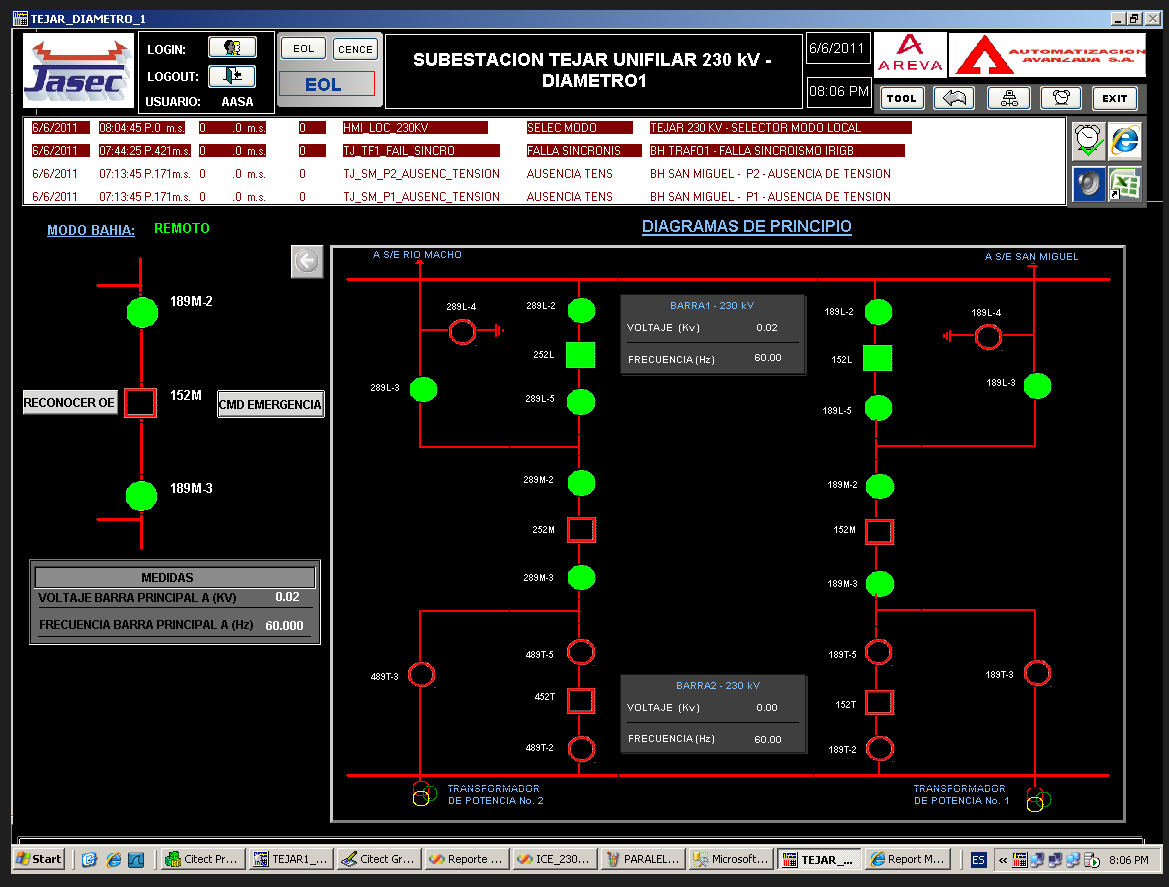 TEJAR_DIAMETRO_1
Jasec
LOGIN:
LOGOUT:
USUARIO: AASA
EOL CENCE
EOL
SUBESTACION TEJAR UNIFILAR 230 kV -
DIAMETRO1
6/6/2011
08:06 PM
AREVA
AUTOMATIZACION
AVANZADA S.A.
TOOL EXIT
6/6/2011 08:04:45 P.0 m.s. 0 .0 m.s. 0 HMI_LOC_230KV SELEC MODO TEJAR 230 KV - SELECTOR MODO LOCAL
6/6/2011 07:44:25 P.421m.s. 0 .0 m.s. 0 TJ_TF1_FAIL_SINCRO FALLA SINCRONIS BH TRAFO1 - FALLA SINCROISMO IRIGB
6/6/2011 07:13:45 P.171m.s. 0 .0 m.s. 0 TJ_SM_P2_AUSENC_TENSION AUSENCIA TENS BH SAN MIGUEL - P2 - AUSENCIA DE TENSION
6/6/2011 07:13:45 P.171m.s. 0 .0 m.s. 0 TJ_SM_P1_AUSENC_TENSION AUSENCIA TENS BH SAN MIGUEL - P1 - AUSENCIA DE TENSION
MODO BAHIA: REMOTO
189M-2
RECONOCER OE 152M CMD EMERGENCIA
189M-3
MEDIDAS
VOLTAJE BARRA PRINCIPAL A (KV) 0.02
FRECUENCIA BARRA PRINCIPAL A (Hz) 60.000
DIAGRAMAS DE PRINCIPIO
A S/E RIO MACHO A S/E SAN MIGUEL
289L-4 289L-2 189L-2 189L-4
BARRA1 - 230 kV
VOLTAJE (Kv) 0.02
FRECUENCIA (Hz) 60.00
252L 152L
289L-3 289L-5 189L-5 189L-3
289M-2 189M-2
252M 152M
289M-3 189M-3
489T-5 189T-5
489T-3 189T-3
BARRA2 - 230 kV
VOLTAJE (Kv) 0.00
FRECUENCIA (Hz) 60.00
452T 152T
489T-2 189T-2
TRANSFORMADOR
DE POTENCIA No. 2
TRANSFORMADOR
DE POTENCIA No. 1
Start Citect Pr... TEJAR1_... Citect Gr... Reporte ... ICE_230... PARALEL... Microsoft... TEJAR_... Report M... ES « 8:06 PM